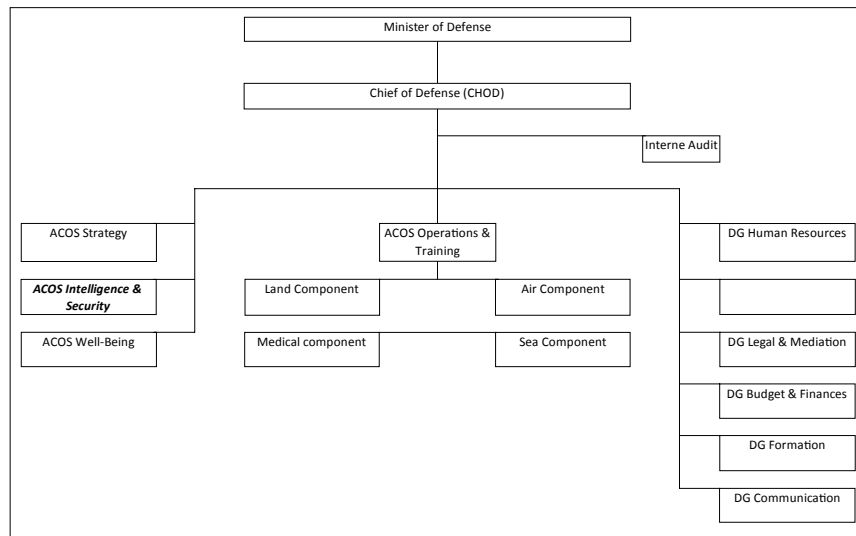 Minister of Defense
Chief of Defense (CHOD)
Interne Audit
ACOS Strategy
ACOS Operations &
Training
DG Human Resources
ACOS Intelligence &
Security
Land Component
Air Component
ACOS Well-Being
Medical component
Sea Component
DG Legal & Mediation
DG Budget & Finances
DG Formation
DG Communication